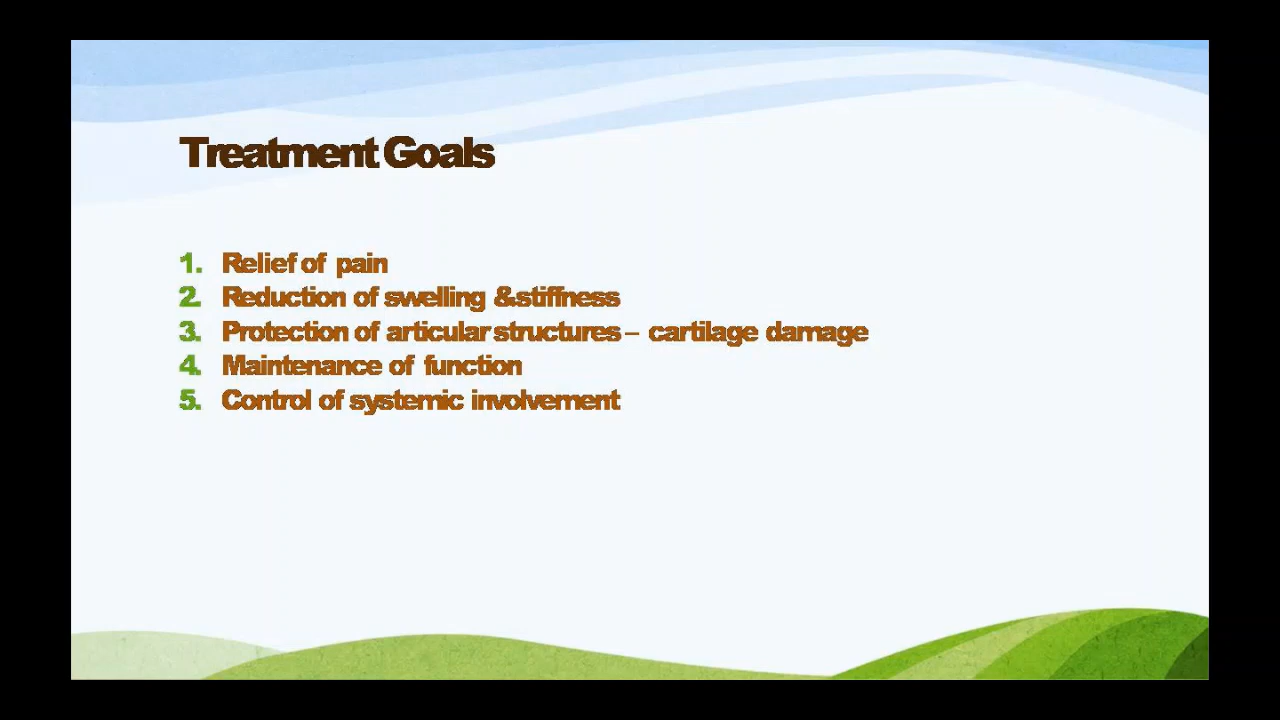 Treatment Goals
1. Relief of pain
2. Reduction of swelling & stiffness
3. Protection of articular structures – cartilage damage
4. Maintenance of function
5. Control of systemic involvement